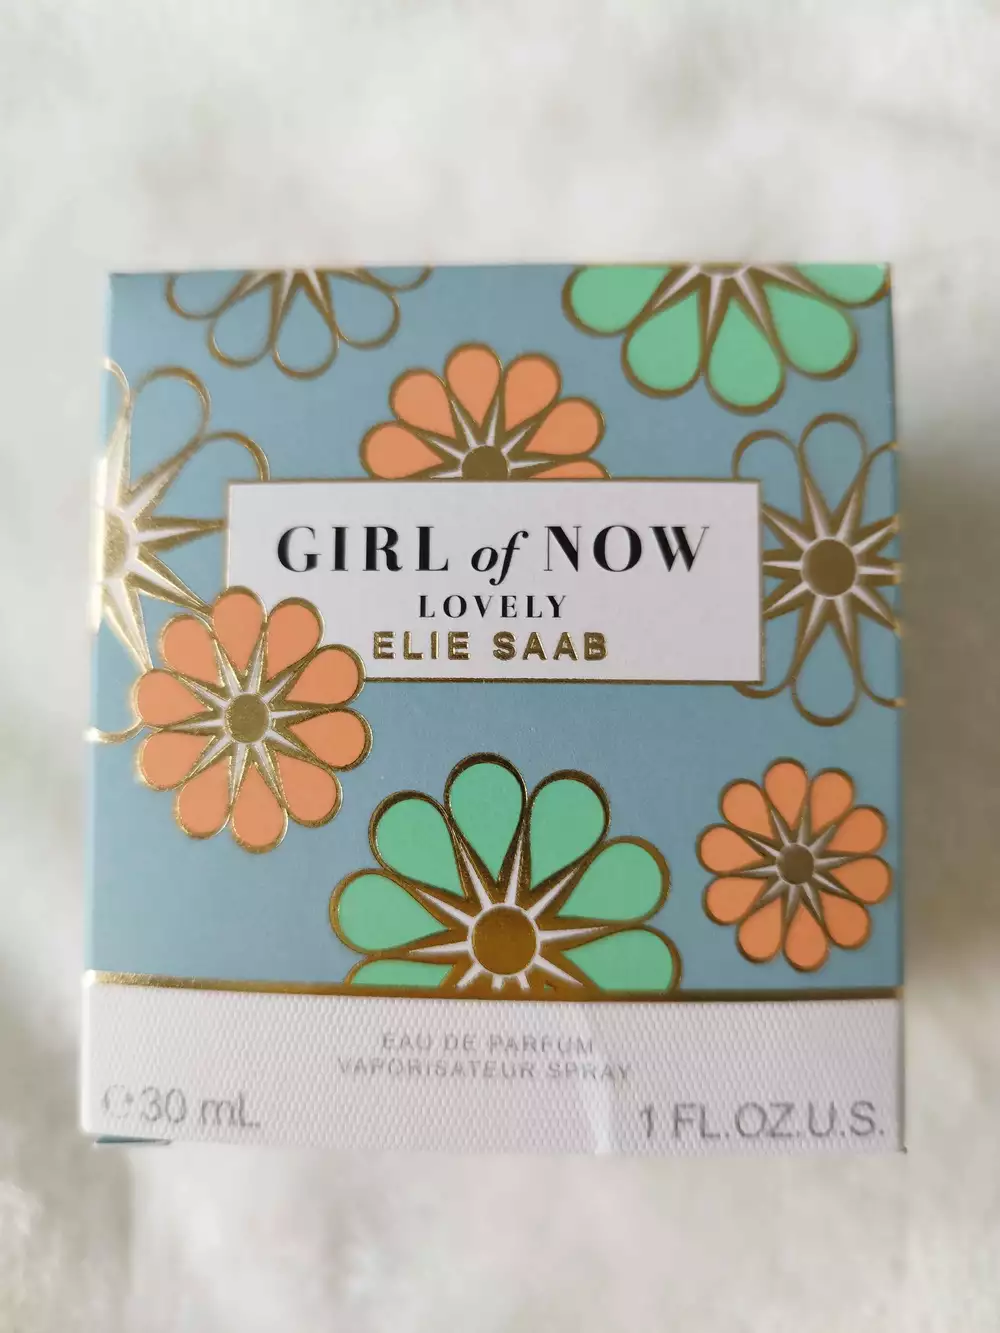 GIRL of NOW
LOVELY
ELIE SAAB
EAU DE PARFUM
VAPORISATEUR SPRAY
℮30 mL 1 FL.OZ.U.S.